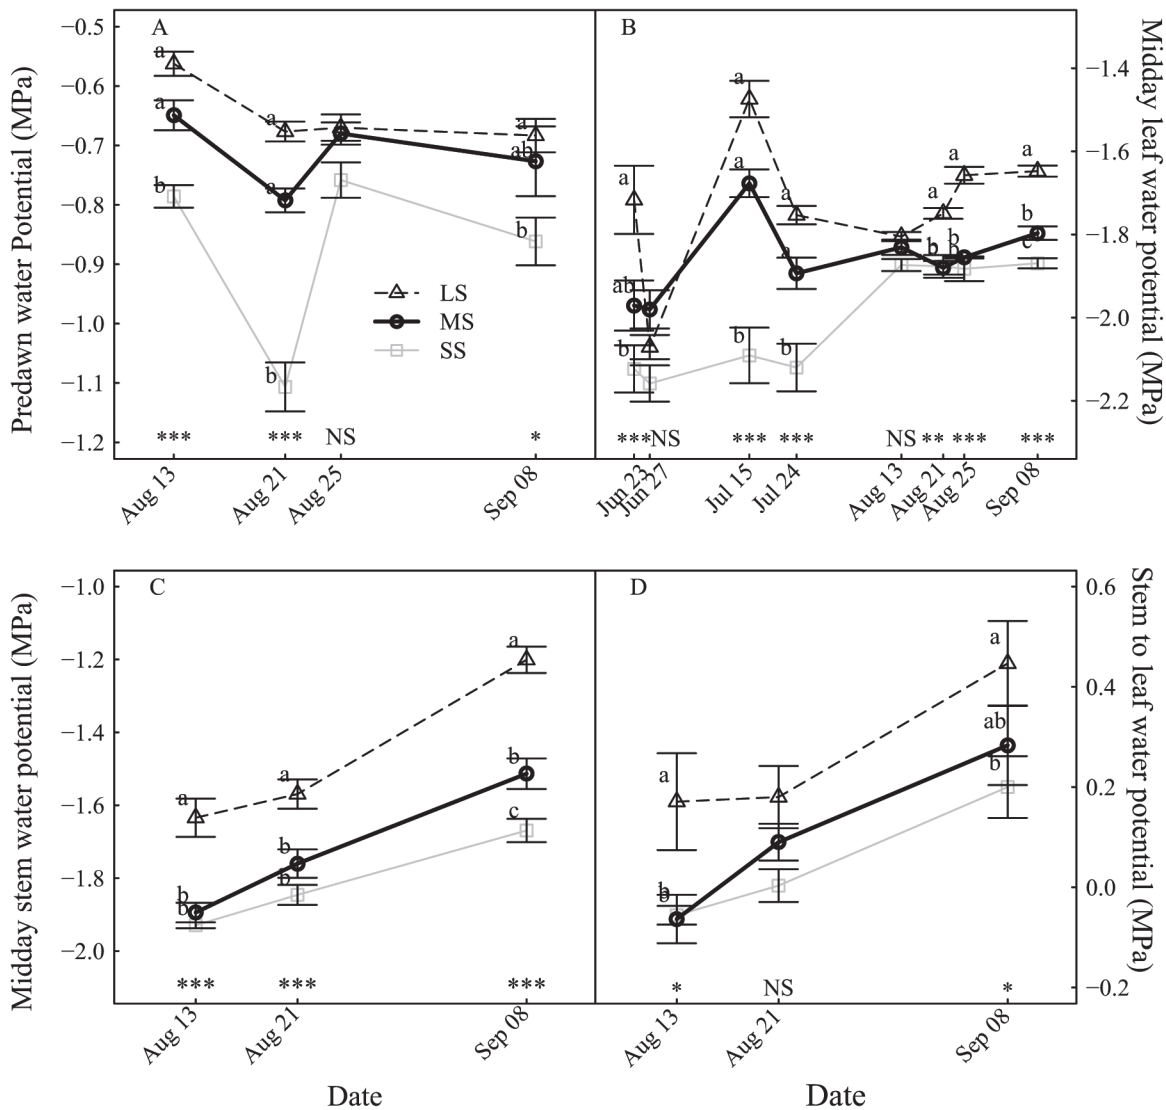 A
B
Predawn water Potential (MPa)
−0.5
−0.6
−0.7
−0.8
−0.9
−1.0
−1.1
−1.2
a
a
b
a
a
b
a
ab
b
LS
MS
SS
*** *** NS *
Aug 13 Aug 21 Aug 25 Sep 08
Midday leaf water potential (MPa)
−1.4
−1.6
−1.8
−2.0
−2.2
a
ab
b
a
a
b
a
a
b
a
b
b
a
b
b
a
b
c
*** NS *** *** NS ** *** ***
Jun 23 Jun 27 Jul 15 Jul 24 Aug 13 Aug 21 Aug 25 Sep 08
C
D
Midday stem water potential (MPa)
−1.0
−1.2
−1.4
−1.6
−1.8
−2.0
a
b
b
a
b
b
a
b
c
*** *** ***
Aug 13 Aug 21 Sep 08
Date
Stem to leaf water potential (MPa)
0.6
0.4
0.2
0.0
−0.2
a
b
b
a
ab
b
* NS *
Aug 13 Aug 21 Sep 08
Date